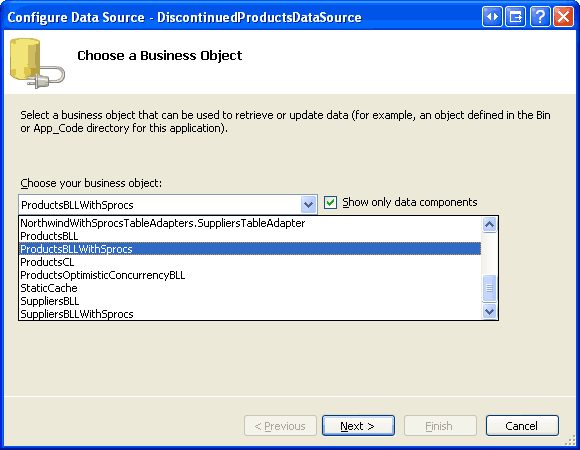 Configure Data Source - DiscontinuedProductsDataSource
Choose a Business Object
Select a business object that can be used to retrieve or update data (for example, an object defined in the Bin
or App_Code directory for this application).
Choose your business object:
ProductsBLLWithSprocs
Show only data components
NorthwindWithSprocsTableAdapters.SuppliersTableAdapter
ProductsBLL
ProductsBLLWithSprocs
ProductsCL
ProductsOptimisticConcurrencyBLL
StaticCache
SuppliersBLL
SuppliersBLLWithSprocs
< Previous
Next >
Finish
Cancel